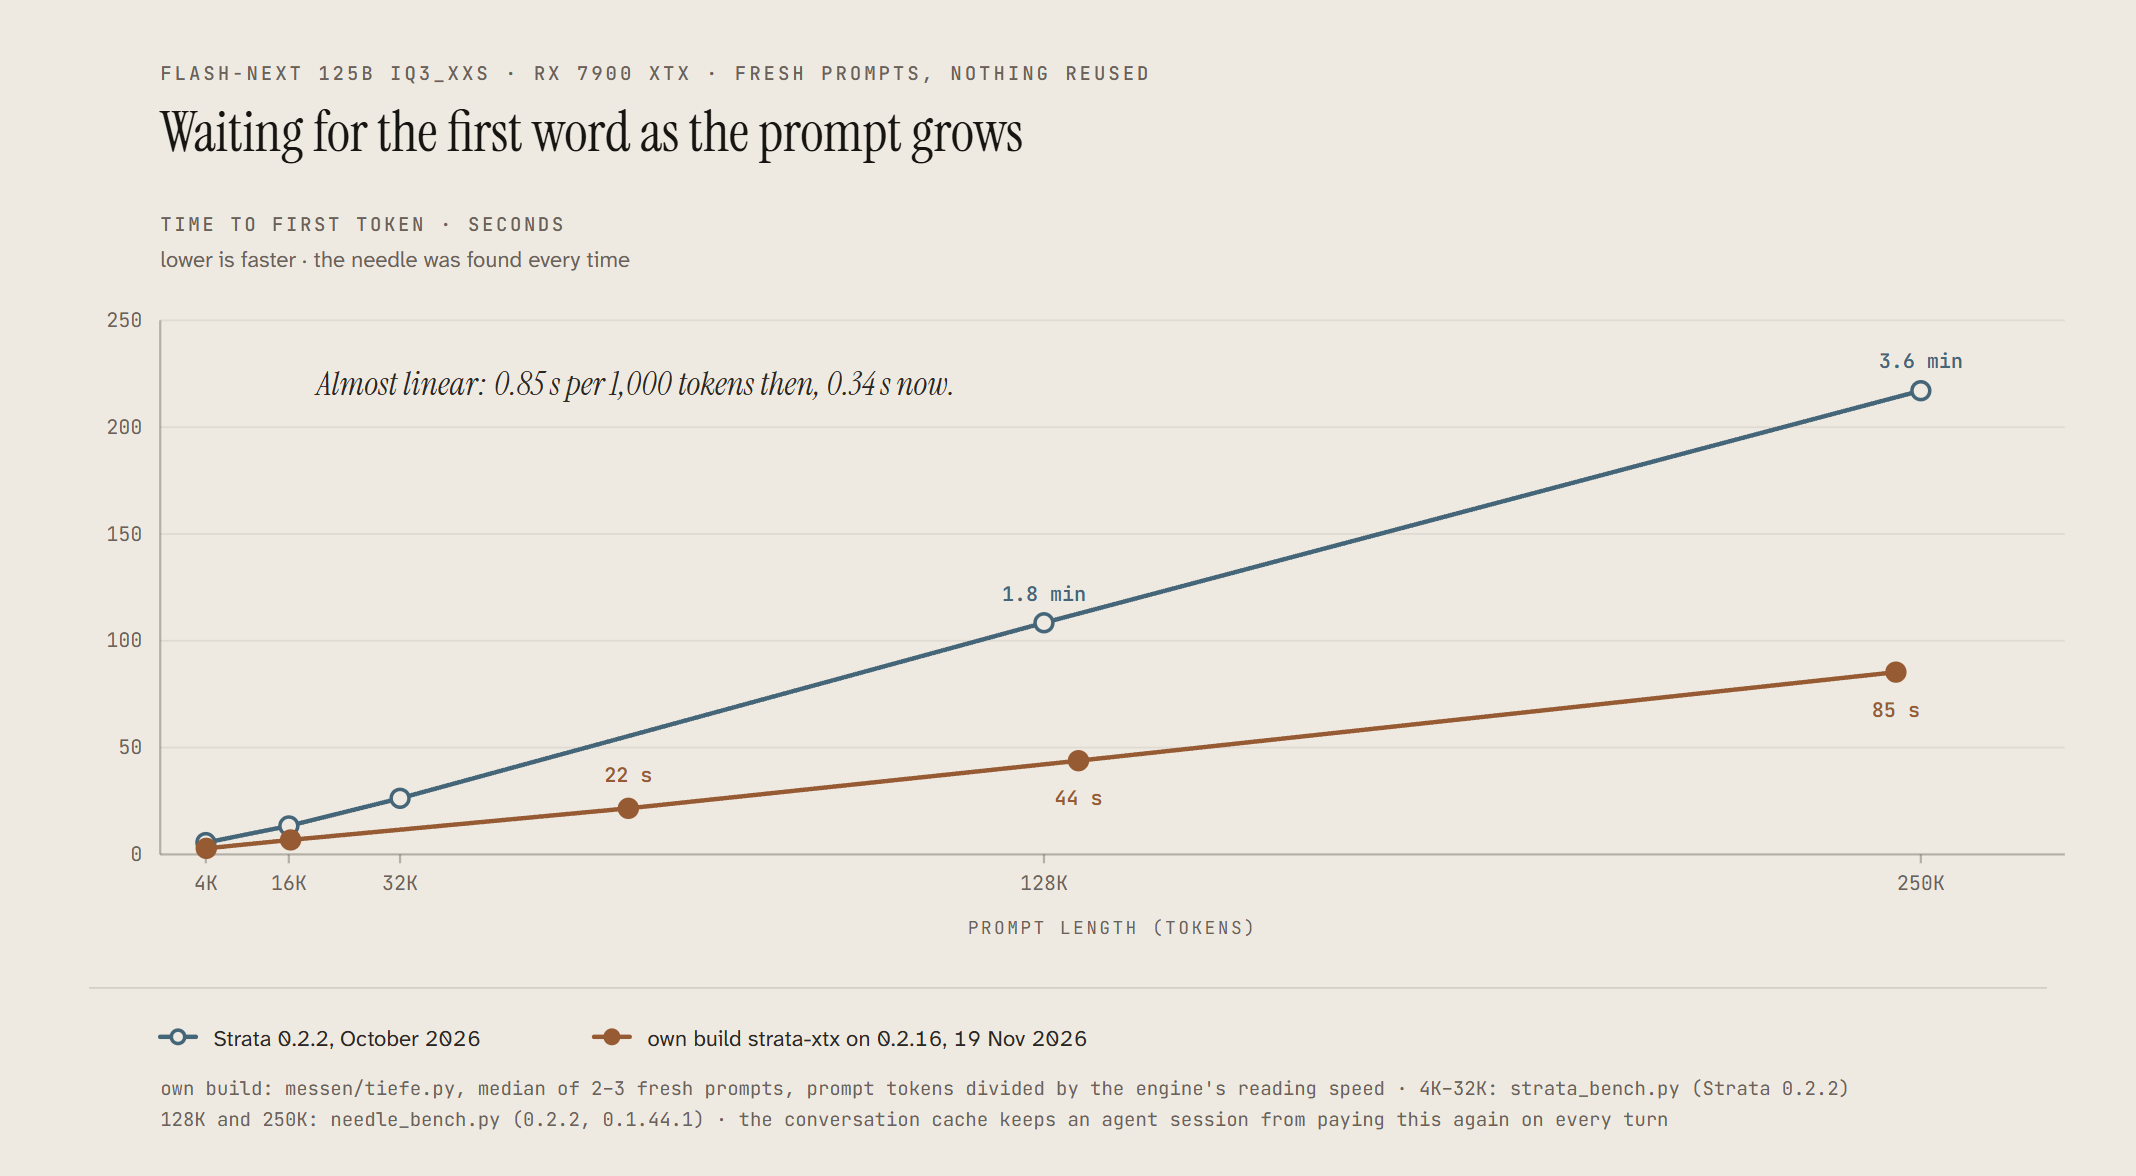 FLASH-NEXT 125B IQ3_XXS · RX 7900 XTX · FRESH PROMPTS, NOTHING REUSED
Waiting for the first word as the prompt grows
TIME TO FIRST TOKEN · SECONDS
lower is faster · the needle was found every time
250
200
150
100
50
0
Almost linear: 0.85 s per 1,000 tokens then, 0.34 s now.
3.6 min
1.8 min
85 s
22 s
44 s
4K 16K 32K 128K 250K
PROMPT LENGTH (TOKENS)
Strata 0.2.2, October 2026
own build strata-xtx on 0.2.16, 19 Nov 2026
own build: messen/tiefe.py, median of 2–3 fresh prompts, prompt tokens divided by the engine's reading speed · 4K–32K: strata_bench.py (Strata 0.2.2)
128K and 250K: needle_bench.py (0.2.2, 0.1.44.1) · the conversation cache keeps an agent session from paying this again on every turn